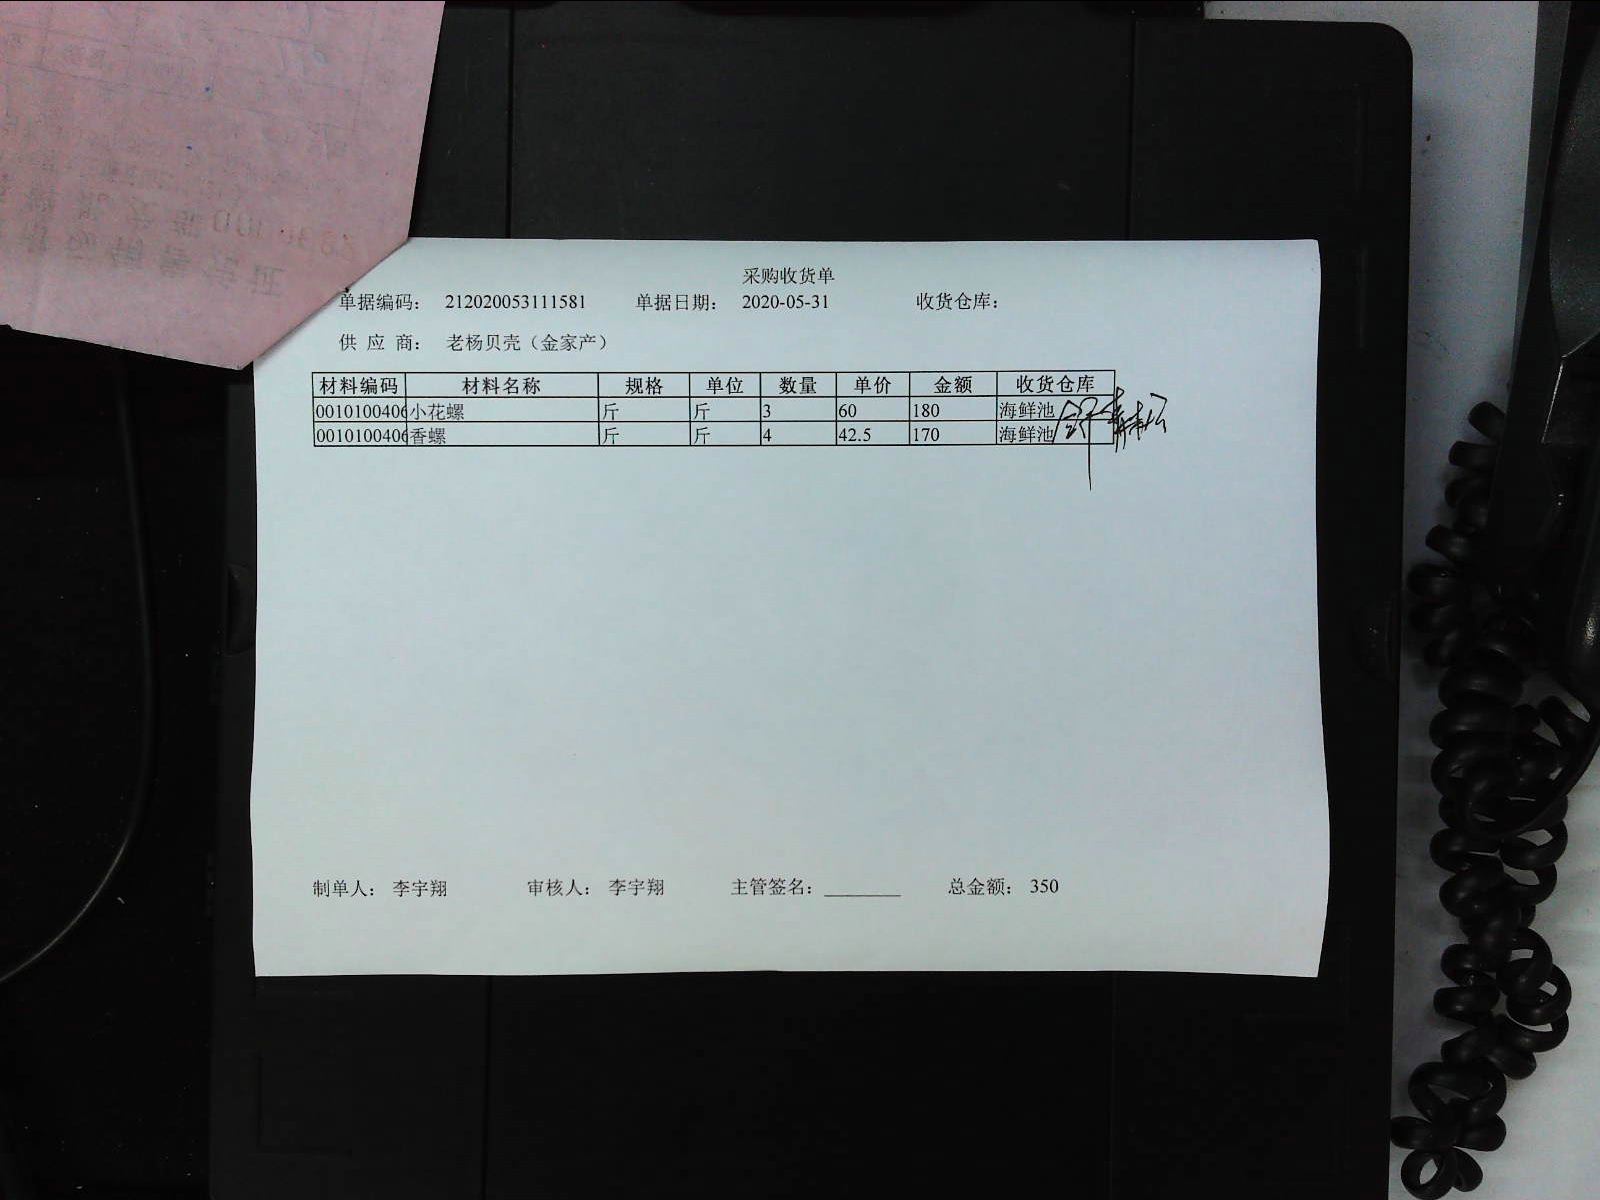 采购收货单
单据编码： 212020053111581 单据日期： 2020-05-31 收货仓库：
供 应 商： 老杨贝壳（金家产）
材料编码 材料名称 规格 单位 数量 单价 金额 收货仓库
0010100406 小花螺 斤 斤 3 60 180 海鲜池
0010100406 香螺 斤 斤 4 42.5 170 海鲜池
制单人： 李宇翔 审核人： 李宇翔 主管签名：________ 总金额： 350